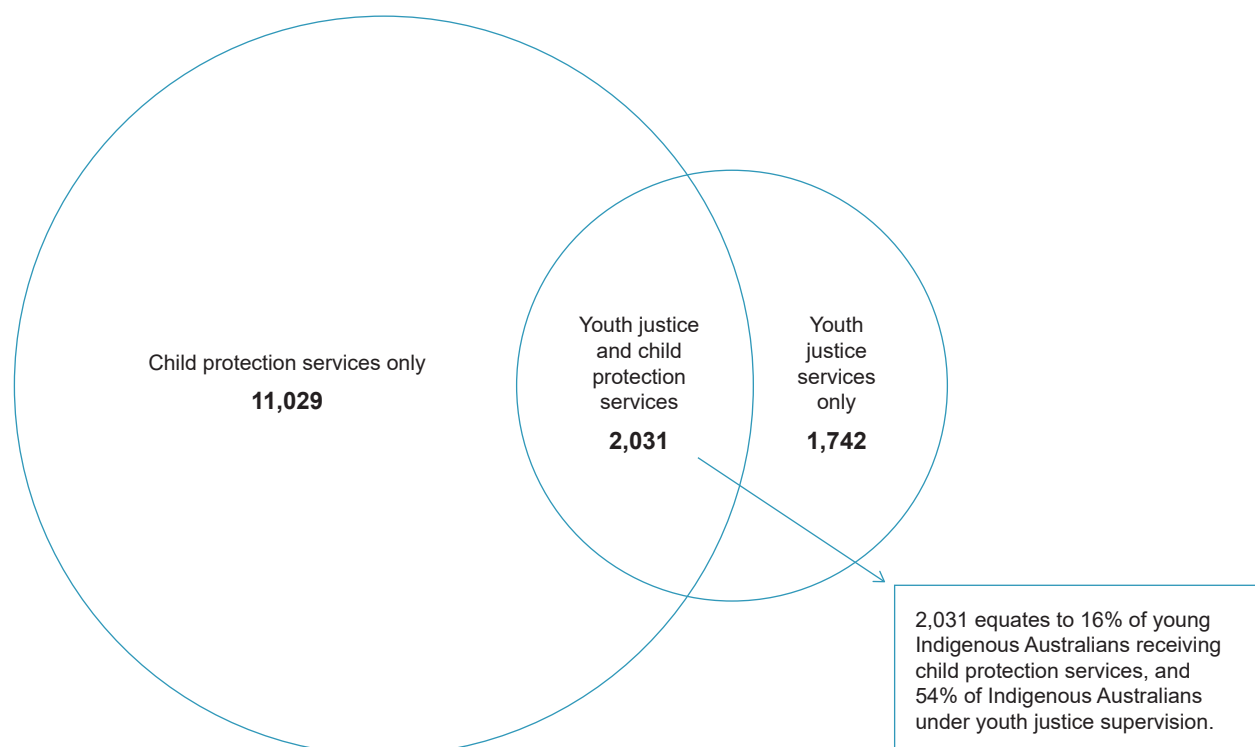 Child protection services only
11,029
Youth justice
and child
protection
services
2,031
Youth
justice
services
only
1,742
2,031 equates to 16% of young
Indigenous Australians receiving
child protection services, and
54% of Indigenous Australians
under youth justice supervision.